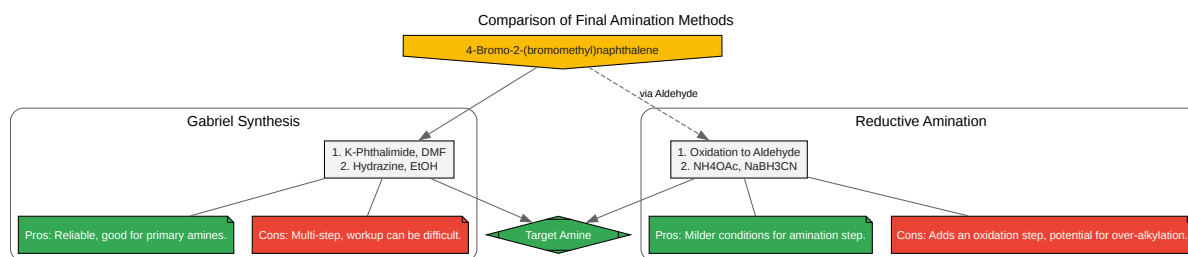 Comparison of Final Amination Methods
4-Bromo-2-(bromomethyl)naphthalene
via Aldehyde
Gabriel Synthesis
Reductive Amination
1. K-Phthalimide, DMF
2. Hydrazine, EtOH
1. Oxidation to Aldehyde
2. NH4OAc, NaBH3CN
Pros: Reliable, good for primary amines.
Cons: Multi-step, workup can be difficult.
Target Amine
Pros: Milder conditions for amination step.
Cons: Adds an oxidation step, potential for over-alkylation.